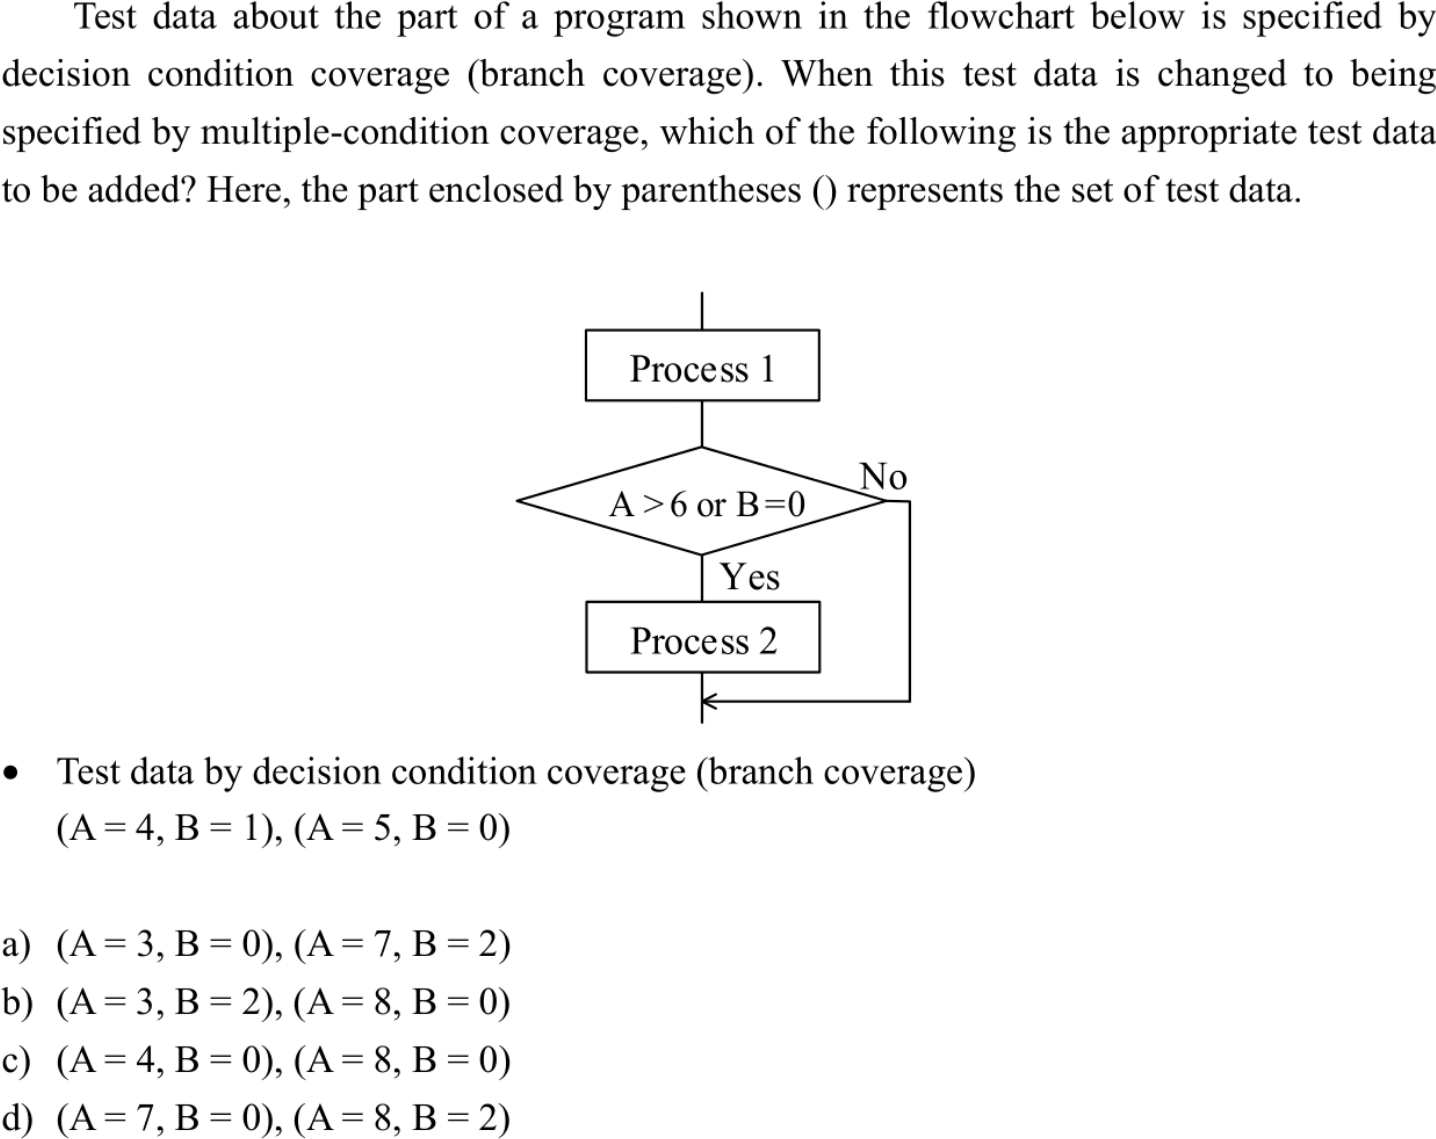 Test data about the part of a program shown in the flowchart below is specified by
decision condition coverage (branch coverage). When this test data is changed to being
specified by multiple-condition coverage, which of the following is the appropriate test data
to be added? Here, the part enclosed by parentheses () represents the set of test data.
Process 1
No
A > 6 or B = 0
Yes
Process 2
• Test data by decision condition coverage (branch coverage)
(A = 4, B = 1), (A = 5, B = 0)
a) (A = 3, B = 0), (A = 7, B = 2)
b) (A = 3, B = 2), (A = 8, B = 0)
c) (A = 4, B = 0), (A = 8, B = 0)
d) (A = 7, B = 0), (A = 8, B = 2)